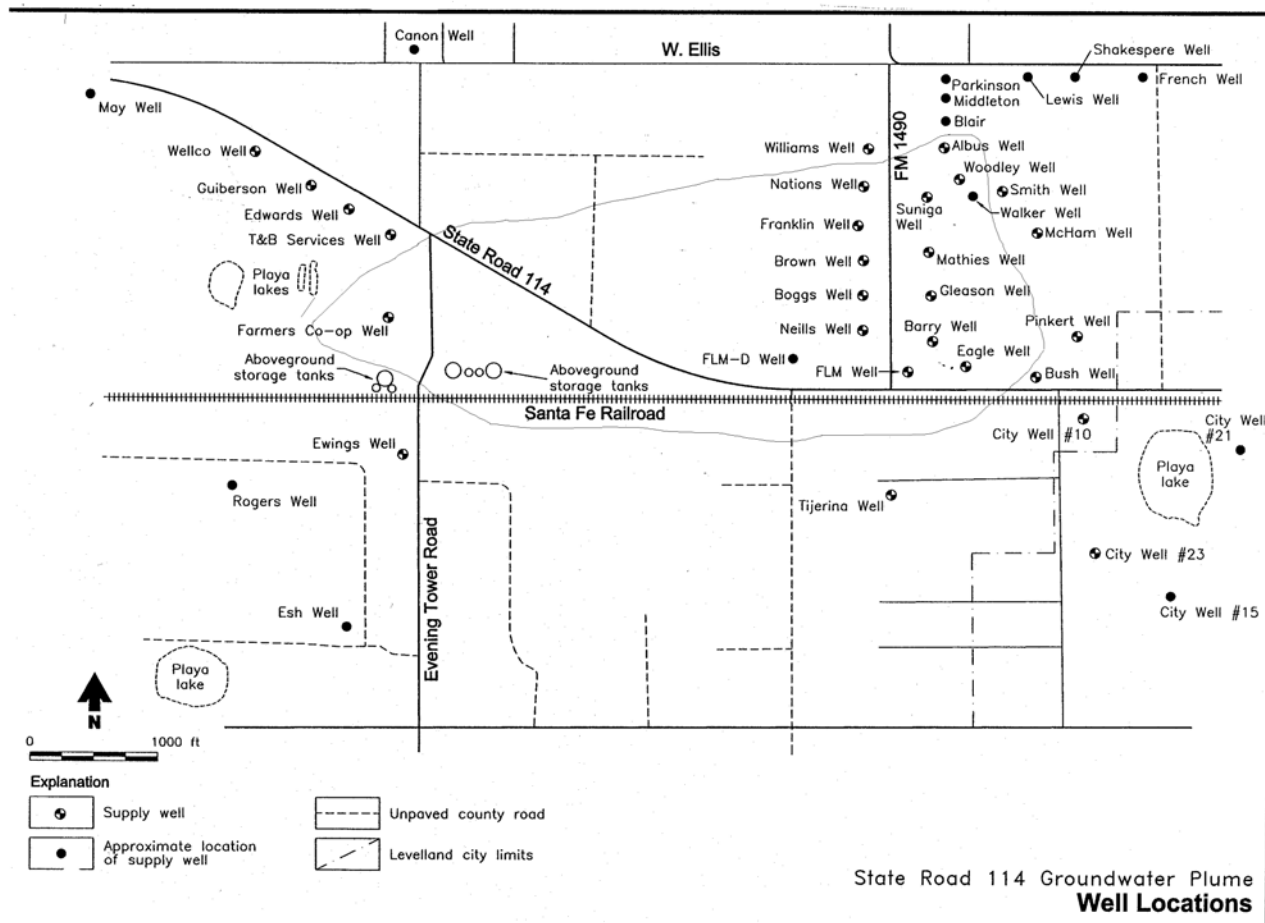 Canon Well
W. Ellis
Shakespere Well
Parkinson
Lewis Well
French Well
Middleton
May Well
Blair
FM 1490
Wellco Well
Williams Well
Albus Well
Woodley Well
Guiberson Well
Nations Well
Smith Well
Edwards Well
Suniga
Well
Walker Well
Franklin Well
T&B Services Well
State Road 114
McHam Well
Mathies Well
Brown Well
Playa
lakes
Boggs Well
Gleason Well
Farmers Co-op Well
Neills Well
Barry Well
Pinkert Well
Eagle Well
Aboveground
storage tanks
Aboveground
storage tanks
FLM-D Well
FLM Well
Bush Well
Santa Fe Railroad
City Well #10
City Well
#21
Ewings Well
Playa
lake
Rogers Well
Tijerina Well
City Well #23
Evening Tower Road
Esh Well
City Well #15
Playa
lake
N
0 1000 ft
Explanation
Supply well
Unpaved county road
Approximate location
of supply well
Levelland city limits
State Road 114 Groundwater Plume
Well Locations